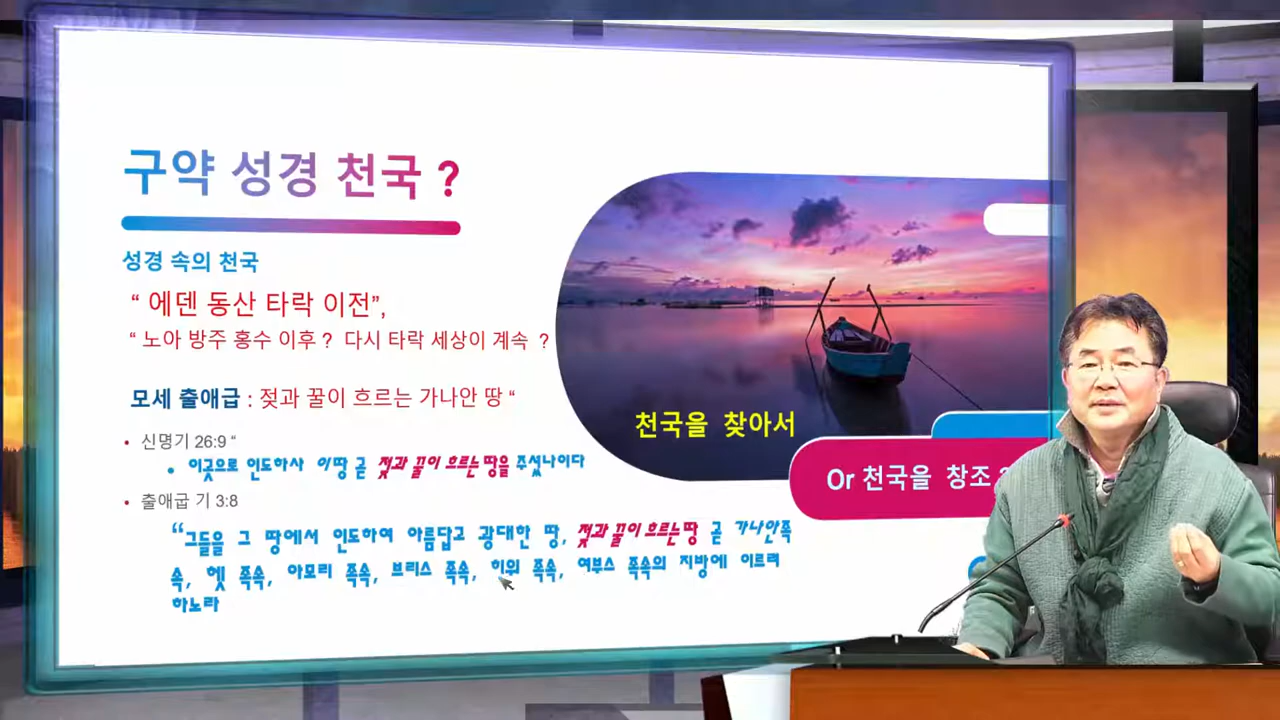 구약 성경 천국 ?
성경 속의 천국
“ 에덴 동산 타락 이전”,
“ 노아 방주 홍수 이후 ? 다시 타락 세상이 계속 ?
모세 출애급 : 젖과 꿀이 흐르는 가나안 땅 “
• 신명기 26:9 “
• 이곳으로 인도하사 이땅 곧 젖과 꿀이 흐르는 땅을 주셨나이다
• 출애굽 기 3:8
“그들을 그 땅에서 인도하여 아름답고 광대한 땅, 젖과 꿀이 흐르는 땅 곧 가나안족
속, 헷 족속, 아모리 족속, 브리스 족속, 히위 족속, 여부스 족속의 지방에 이르려
하노라
천국을 찾아서
Or 천국을 창조